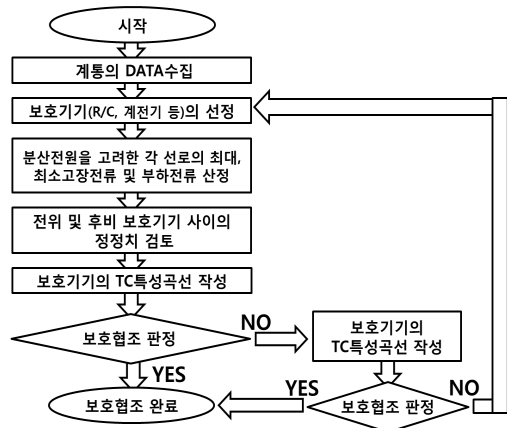 시작
계통의 DATA수집
보호기기(R/C, 계전기 등)의 선정
분산전원을 고려한 각 선로의 최대,
최소고장전류 및 부하전류 산정
전위 및 후비 보호기기 사이의
정정치 검토
보호기기의 TC특성곡선 작성
보호협조 판정
NO
보호기기의
TC특성곡선 작성
YES
보호협조 완료
YES
보호협조 판정
NO